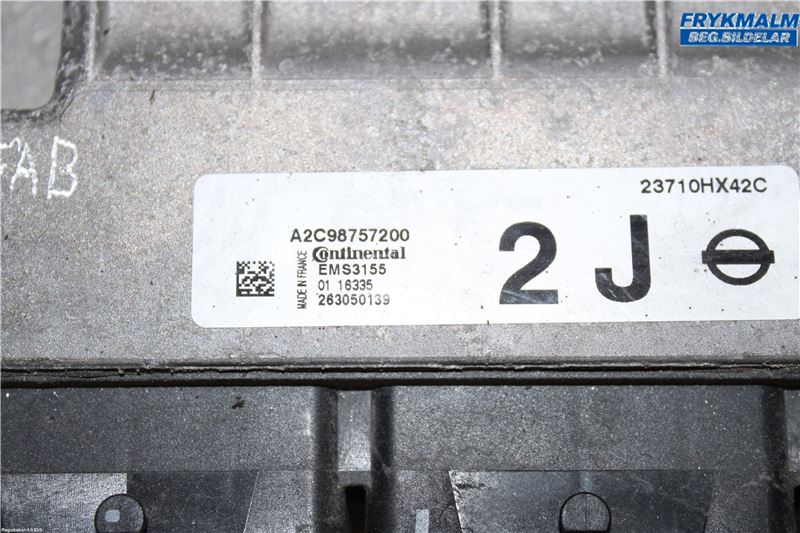 FRYKMALM
BEG.BILDELAR
FAB
23710HX42C
A2C98757200
Continental
EMS3155
01 16335
263050139
MADE IN FRANCE
2J